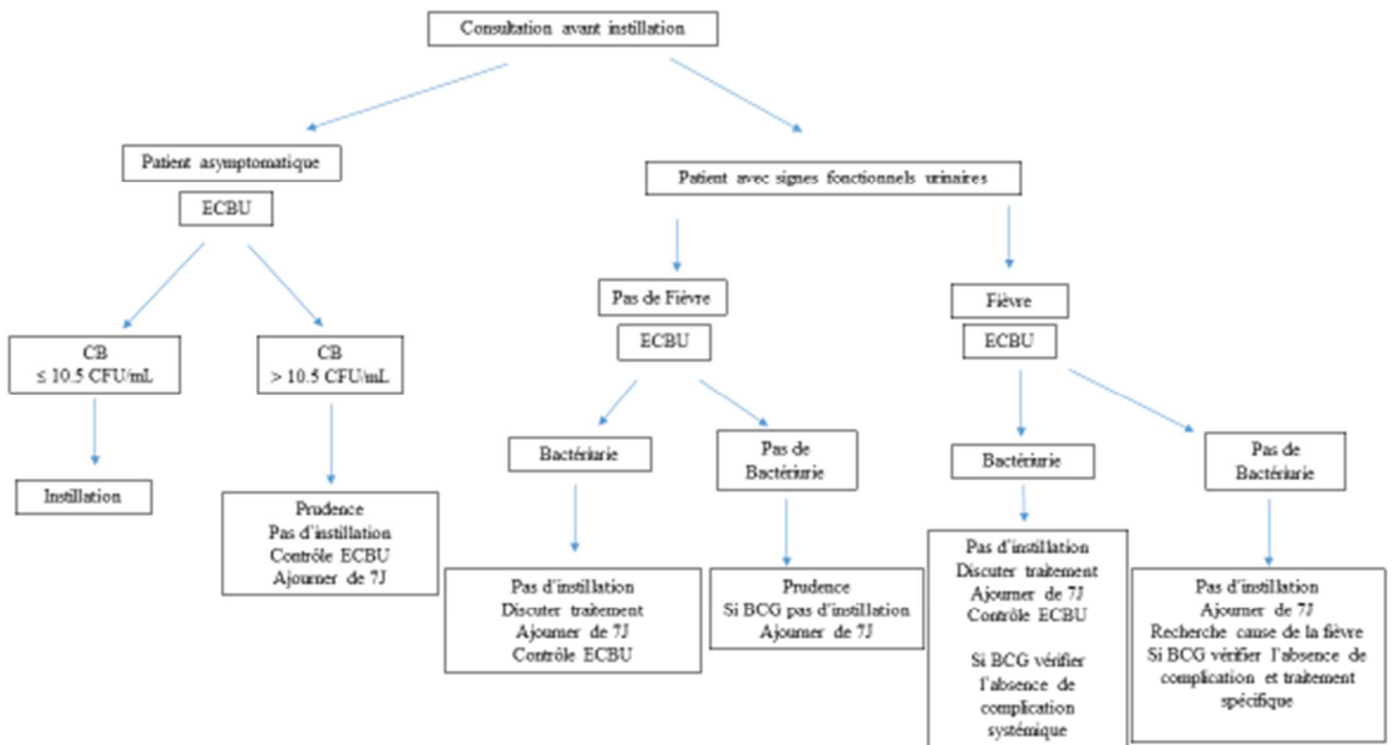 Consultation avant instillation
Patient asymptomatique
ECBU
CB
≤ 10.5 CFU/mL
Instillation
CB
> 10.5 CFU/mL
Prudence
Pas d'instillation
Contrôle ECBU
Ajourner de 7J
Patient avec signes fonctionnels urinaires
Pas de Fièvre
ECBU
Bactériurie
Pas d'instillation
Discuter traitement
Ajourner de 7J
Contrôle ECBU
Pas de
Bactériurie
Prudence
Si BCG pas d'instillation
Ajourner de 7J
Fièvre
ECBU
Bactériurie
Pas d'instillation
Discuter traitement
Ajourner de 7J
Contrôle ECBU
Si BCG vérifier
l'absence de
complication
systémique
Pas de
Bactériurie
Pas d'instillation
Ajourner de 7J
Recherche cause de la fièvre
Si BCG vérifier l'absence de
complication et traitement
spécifique